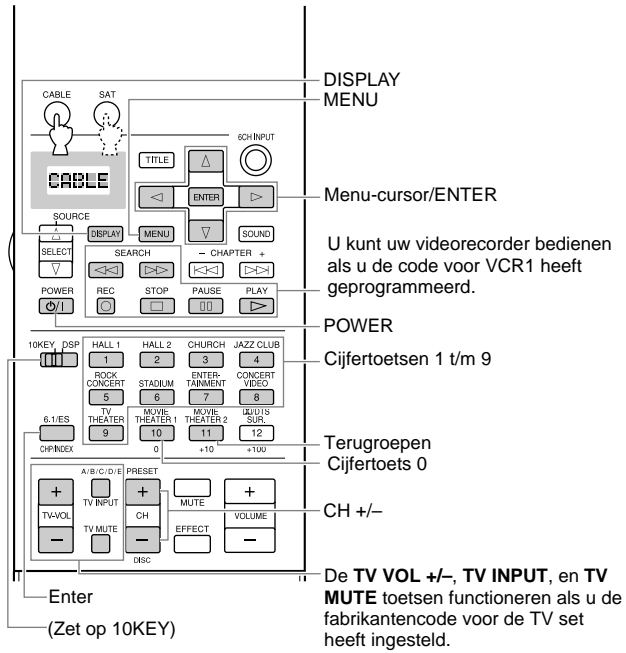 DISPLAY
MENU
CABLE SAT
6CH INPUT
TITLE
CABLE
ENTER
Menu-cursor/ENTER
SOURCE
DISPLAY MENU SOUND
SELECT
SEARCH – CHAPTER +
U kunt uw videorecorder bedienen
als u de code voor VCR1 heeft
geprogrammeerd.
POWER REC STOP PAUSE PLAY
POWER
10KEY DSP HALL 1 HALL 2 CHURCH JAZZ CLUB
1 2 3 4
Cijfertoetsen 1 t/m 9
ROCK CONCERT STADIUM ENTER-TAINMENT CONCERT VIDEO
5 6 7 8
TV THEATER MOVIE THEATER 1 MOVIE THEATER 2 DD/DTS SUR.
6.1/ES 9 10 11 12
CHP/INDEX 0 +10 +100
Terugroepen
Cijfertoets 0
A/B/C/D/E PRESET
+ TV INPUT + MUTE +
TV-VOL CH VOLUME
CH +/–
– TV MUTE – EFFECT –
DISC
Enter
(Zet op 10KEY)
De TV VOL +/–, TV INPUT, en TV
MUTE toetsen functioneren als u de
fabrikantencode voor de TV set
heeft ingesteld.